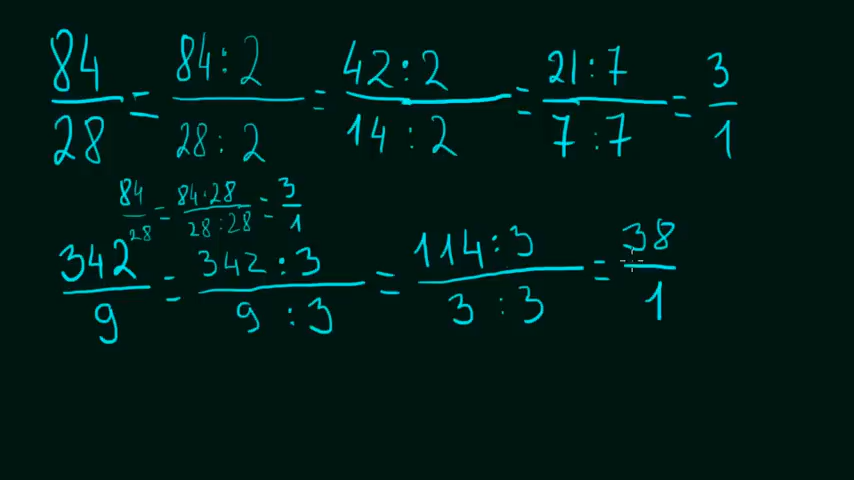 84/28 = 84:2/28:2 = 42:2/14:2 = 21:7/7:7 = 3/1
84/28 = 84:28/28:28 = 3/1
342/9 = 342:3/9:3 = 114:3/3:3 = 38/1